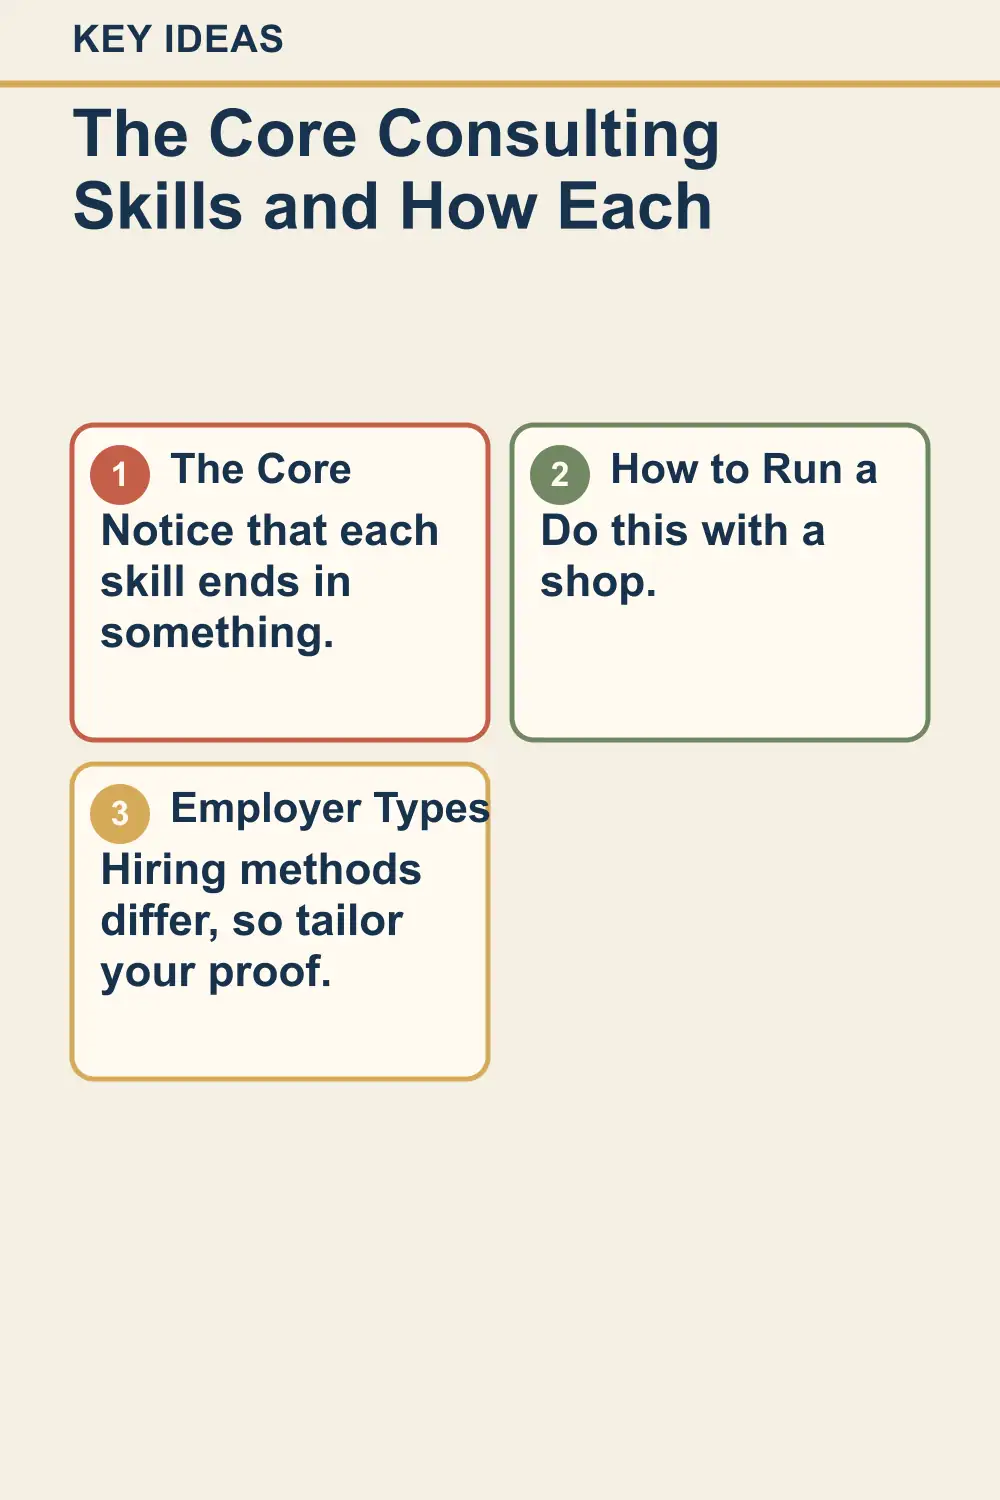 KEY IDEAS
The Core Consulting
Skills and How Each
1 The Core
Notice that each
skill ends in
something.
2 How to Run a
Do this with a
shop.
3 Employer Types
Hiring methods
differ, so tailor
your proof.